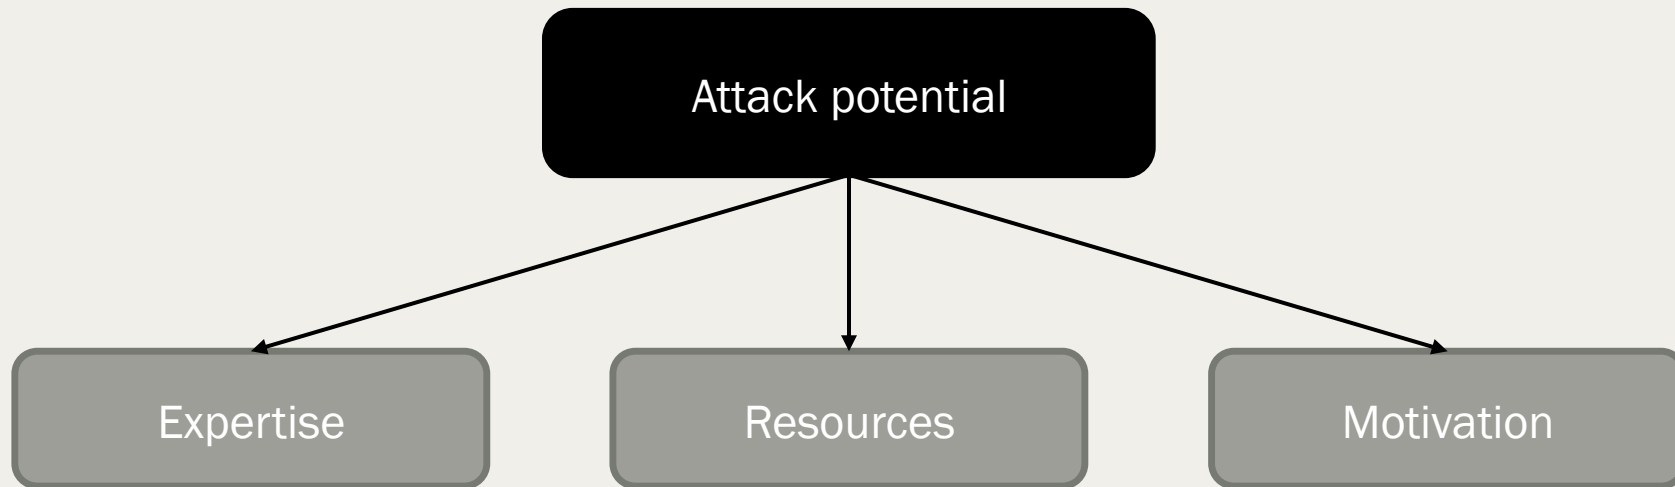 Attack potential
Expertise
Resources
Motivation